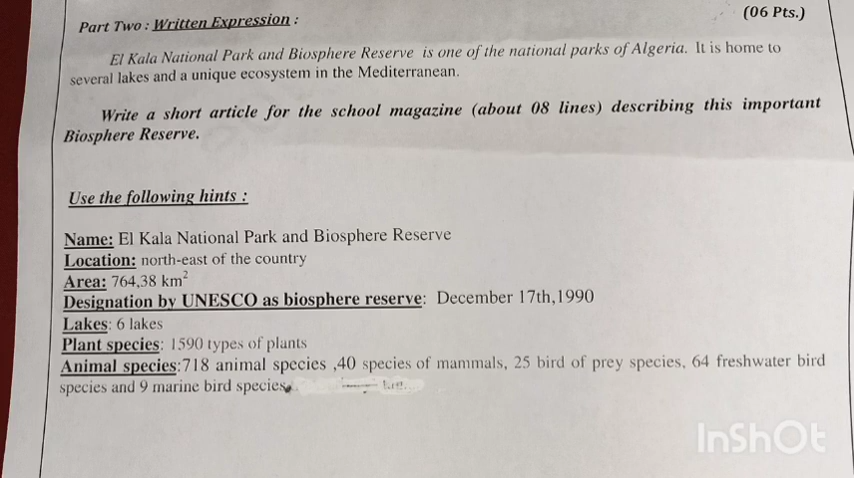 (06 Pts.)
Part Two : Written Expression :
El Kala National Park and Biosphere Reserve is one of the national parks of Algeria. It is home to
several lakes and a unique ecosystem in the Mediterranean.
Write a short article for the school magazine (about 08 lines) describing this important
Biosphere Reserve.
Use the following hints :
Name: El Kala National Park and Biosphere Reserve
Location: north-east of the country
Area: 764,38 km²
Designation by UNESCO as biosphere reserve: December 17th,1990
Lakes: 6 lakes
Plant species: 1590 types of plants
Animal species:718 animal species ,40 species of mammals, 25 bird of prey species, 64 freshwater bird
species and 9 marine bird species
InShOt